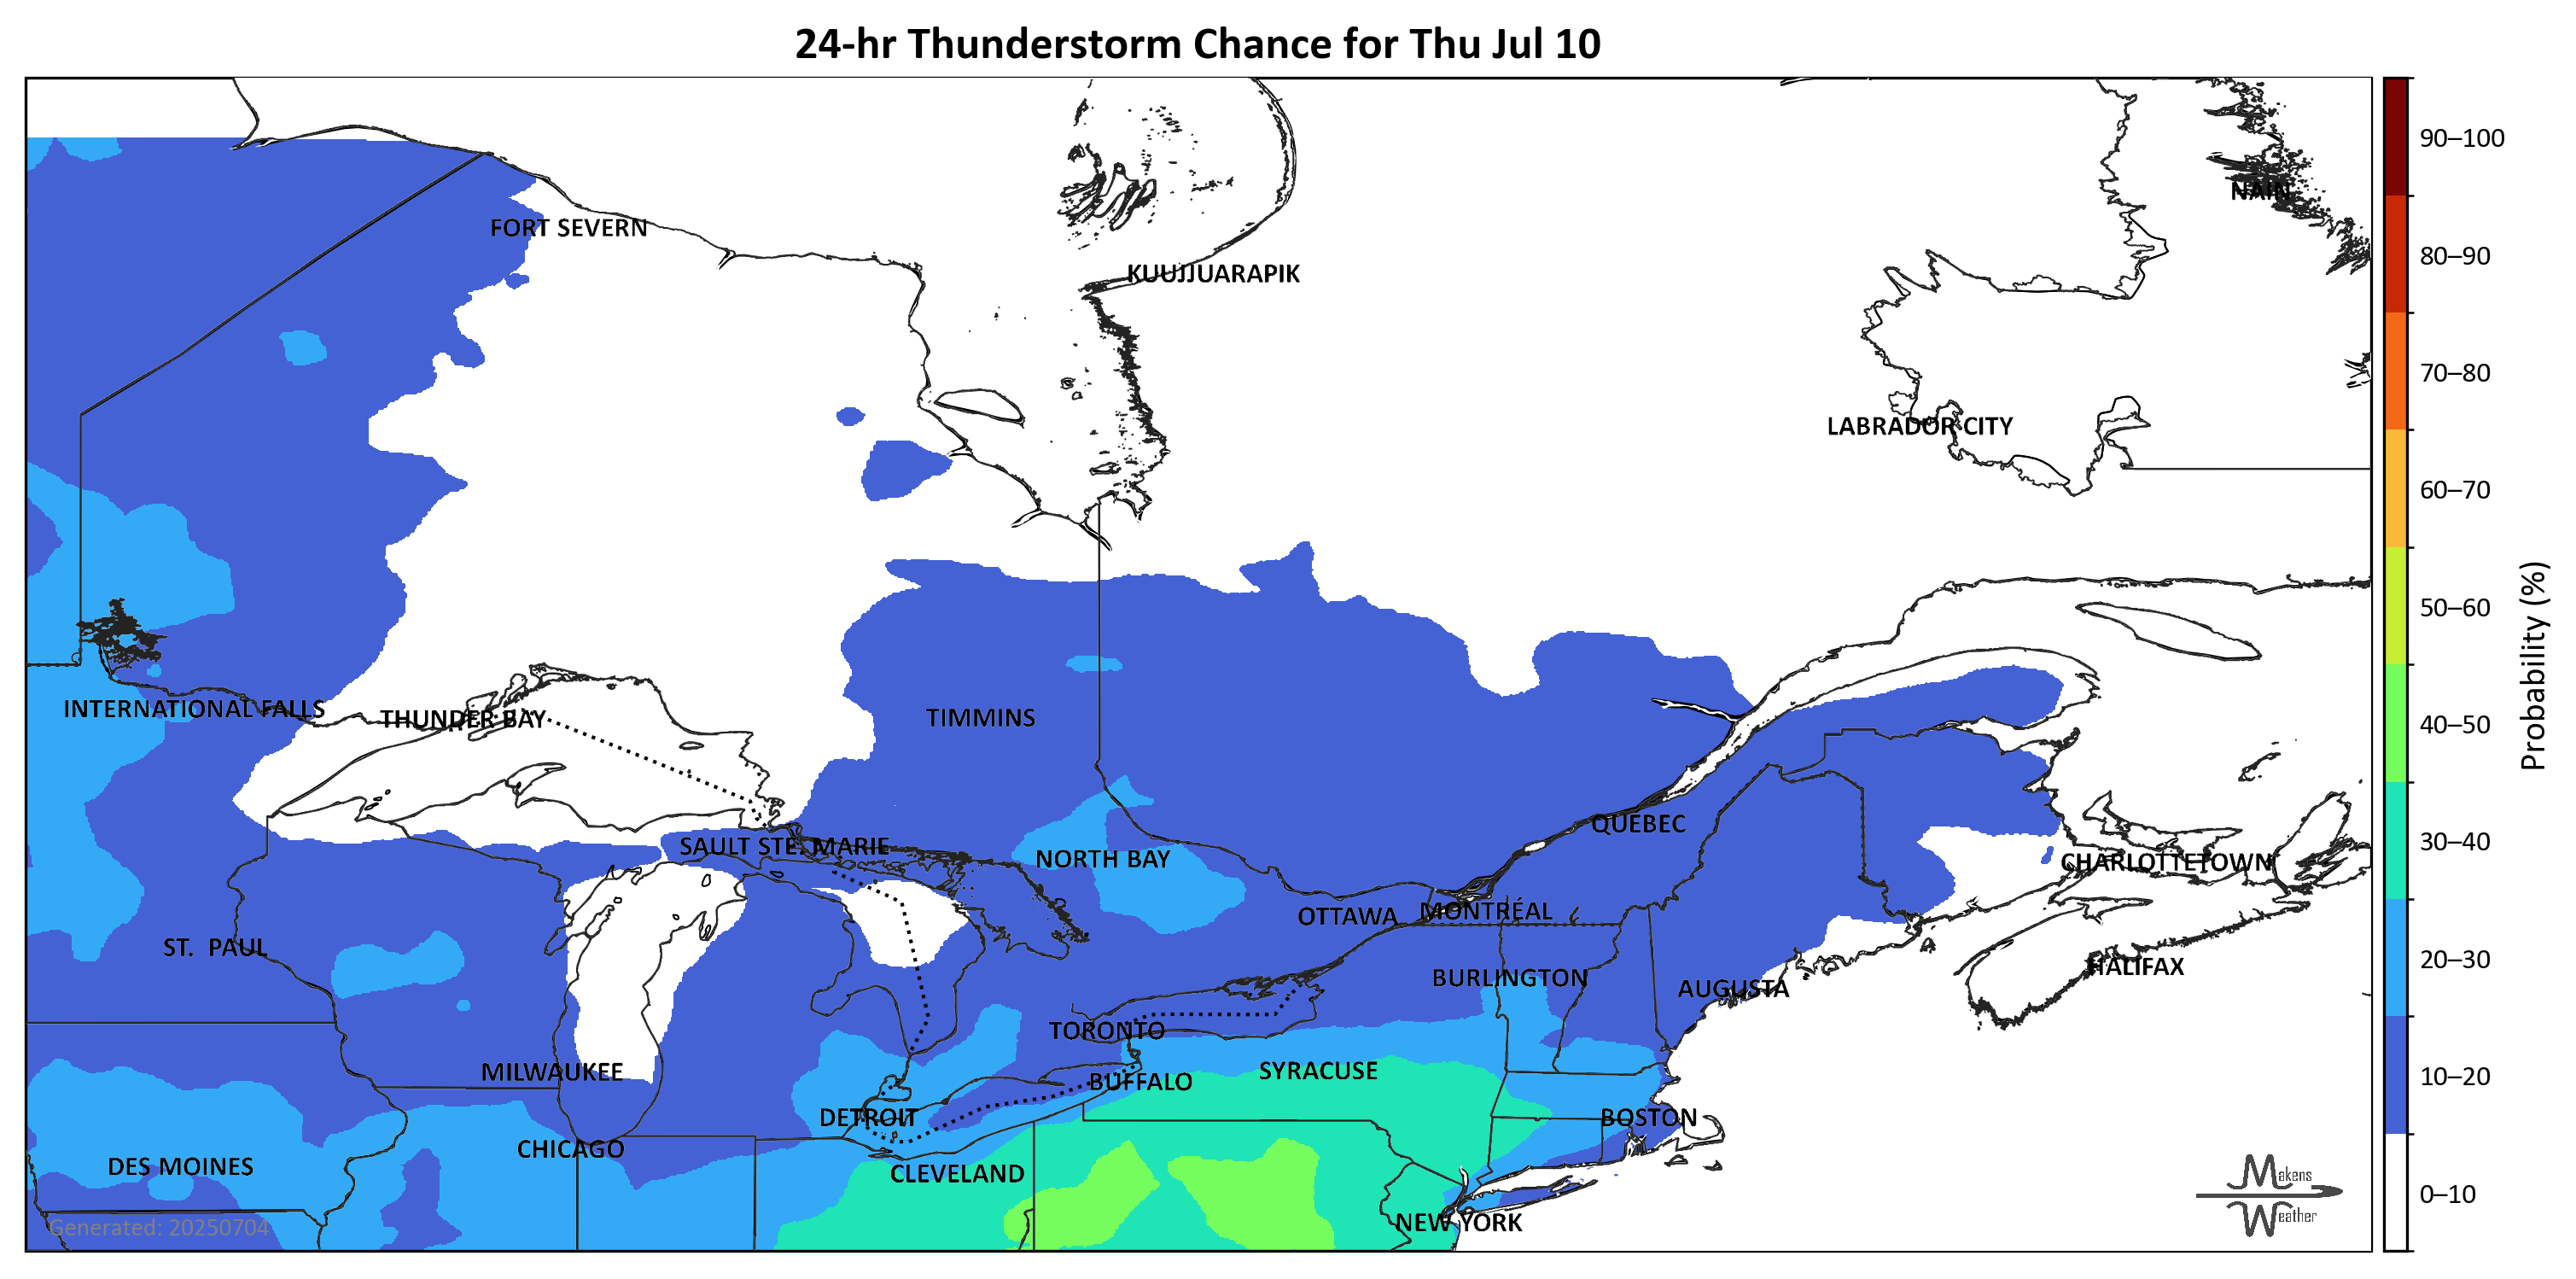 24-hr Thunderstorm Chance for Thu Jul 10
90–100
NAIN
FORT SEVERN
80–90
KUUJJUARAPIK
70–80
LABRADOR CITY
60–70
50–60
Probability (%)
INTERNATIONAL FALLS
THUNDER BAY
TIMMINS
40–50
QUEBEC
SAULT STE. MARIE
NORTH BAY
CHARLOTTETOWN
30–40
OTTAWA
MONTRÉAL
ST. PAUL
BURLINGTON
HALIFAX
20–30
AUGUSTA
TORONTO
MILWAUKEE
SYRACUSE
BUFFALO
10–20
DETROIT
BOSTON
CHICAGO
DES MOINES
CLEVELAND
Makens
Weather
0–10
NEW YORK
Generated: 20250704